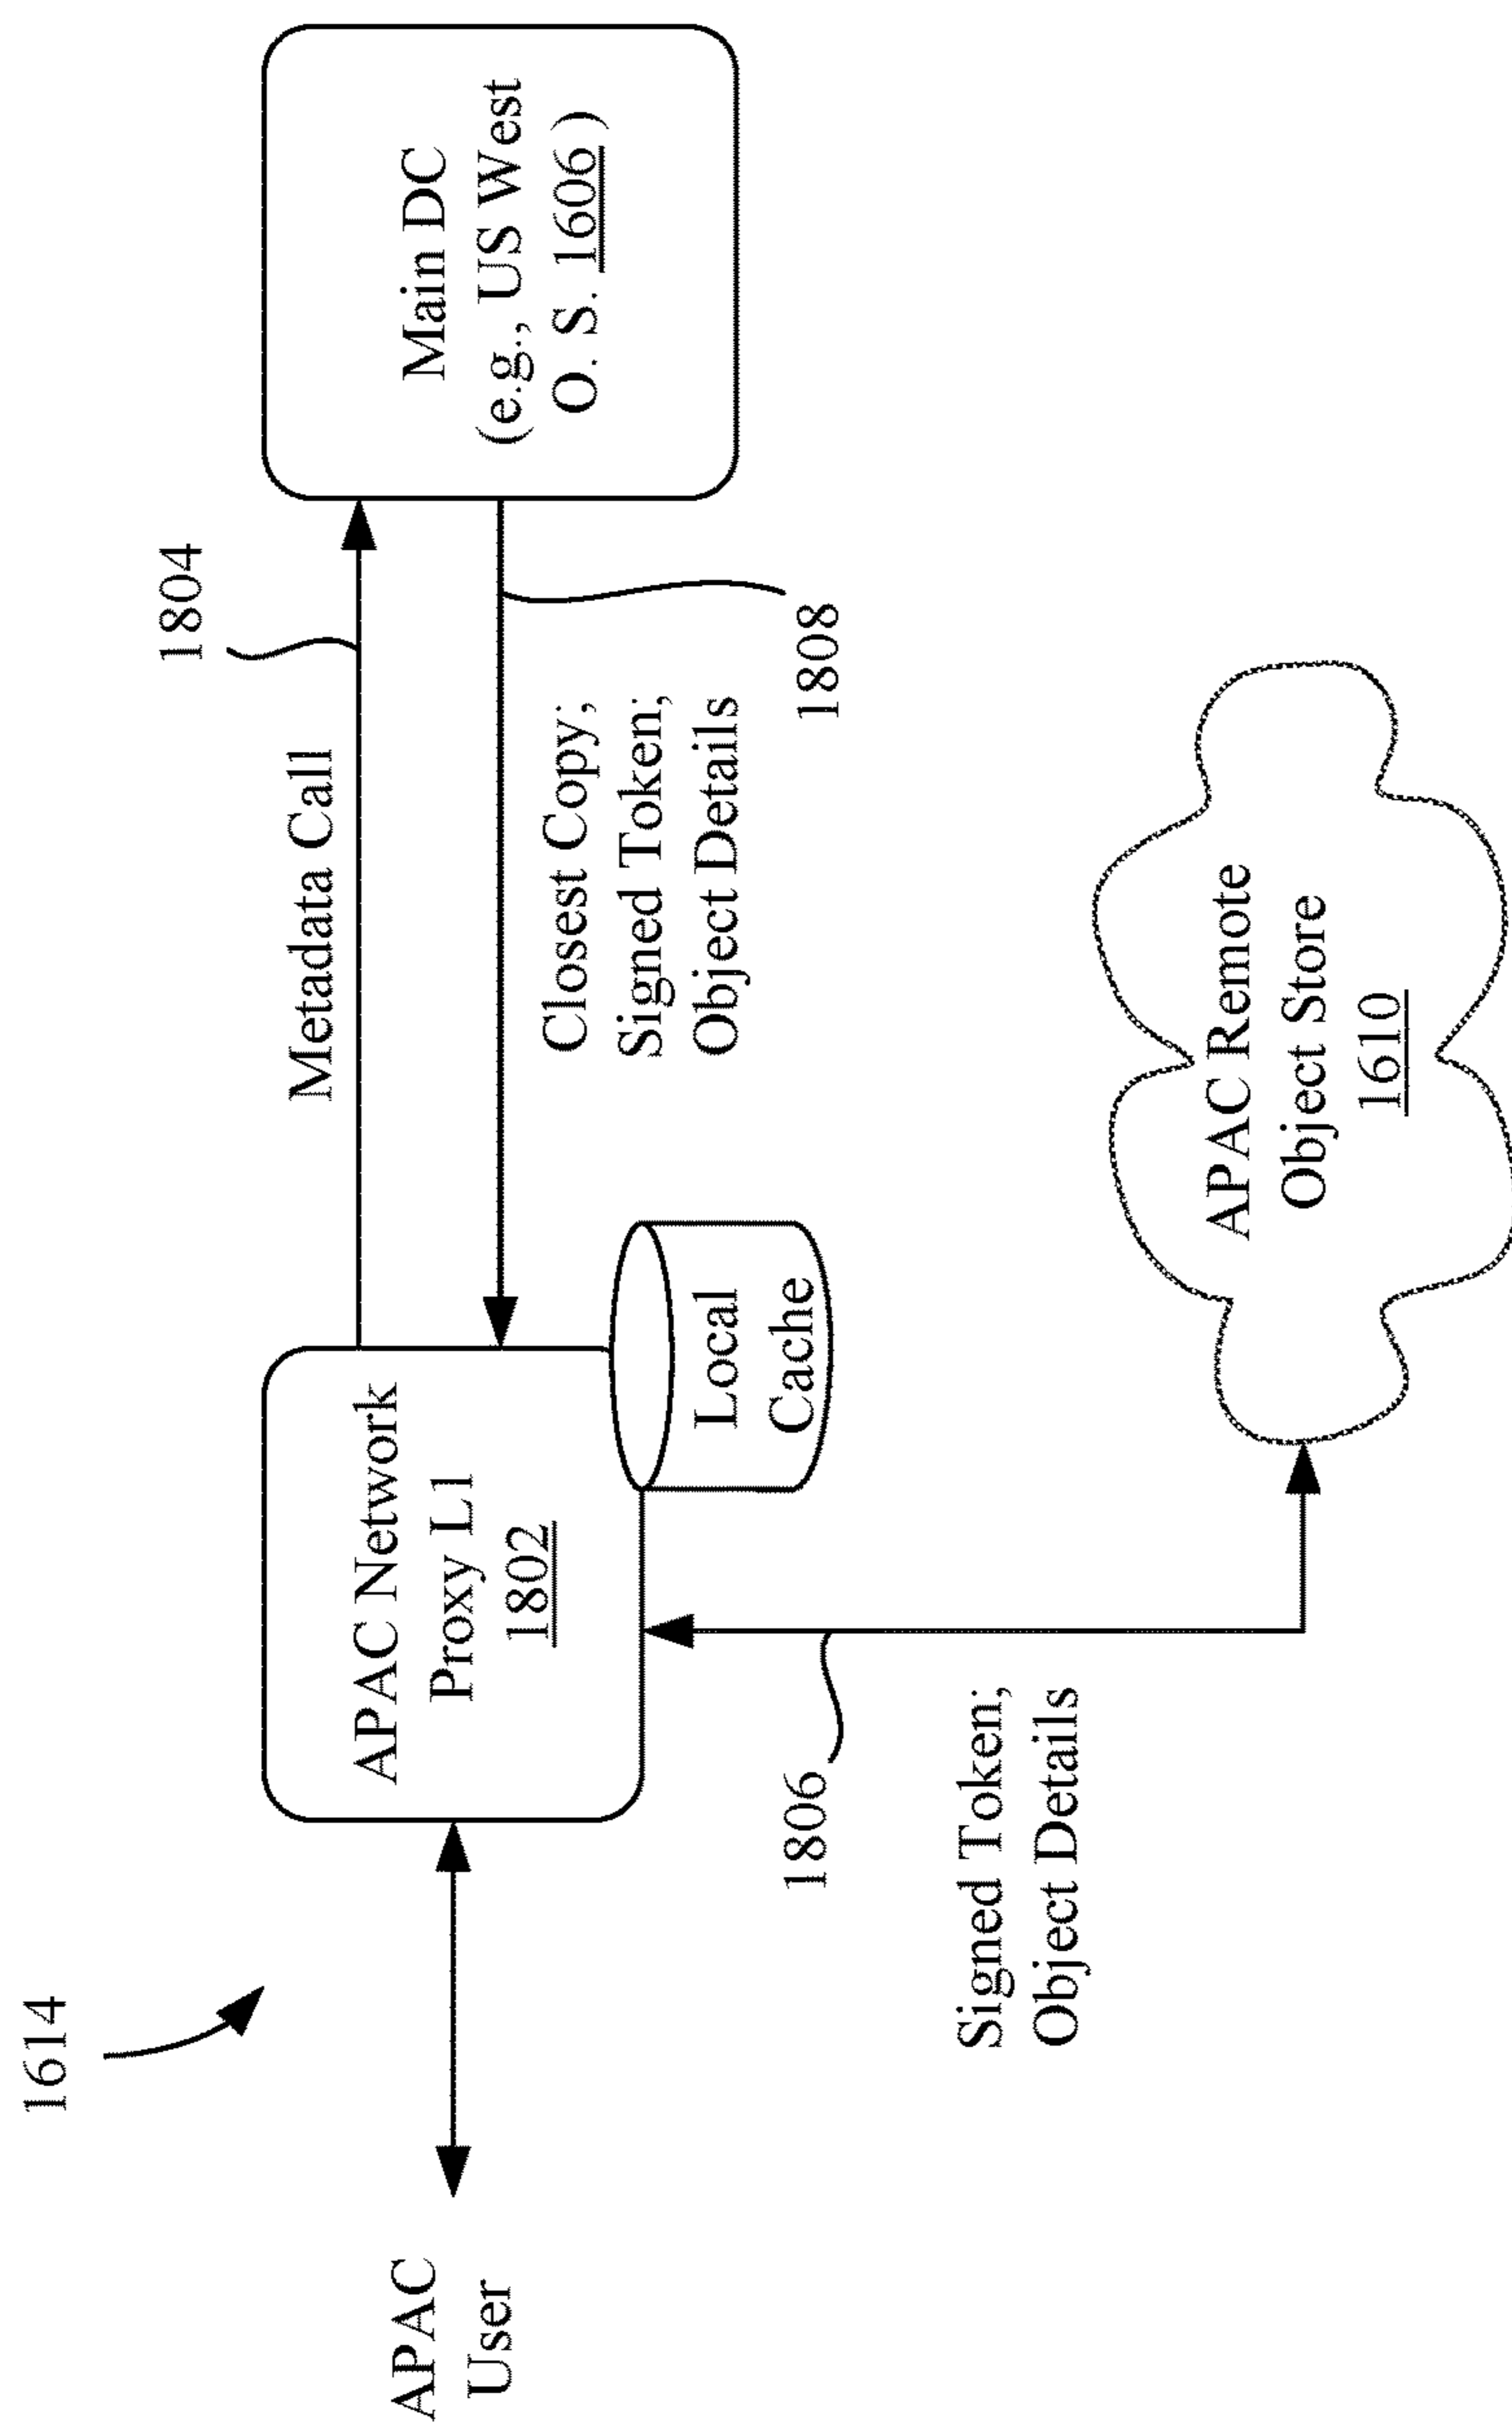 1614
APAC
User
APAC Network
Proxy L1
1802
Local
Cache
Metadata Call
1804
Closest Copy;
Signed Token;
Object Details
1808
Main DC
(e.g., US West
O. S. 1606 )
1806
Signed Token;
Object Details
APAC Remote
Object Store
1610